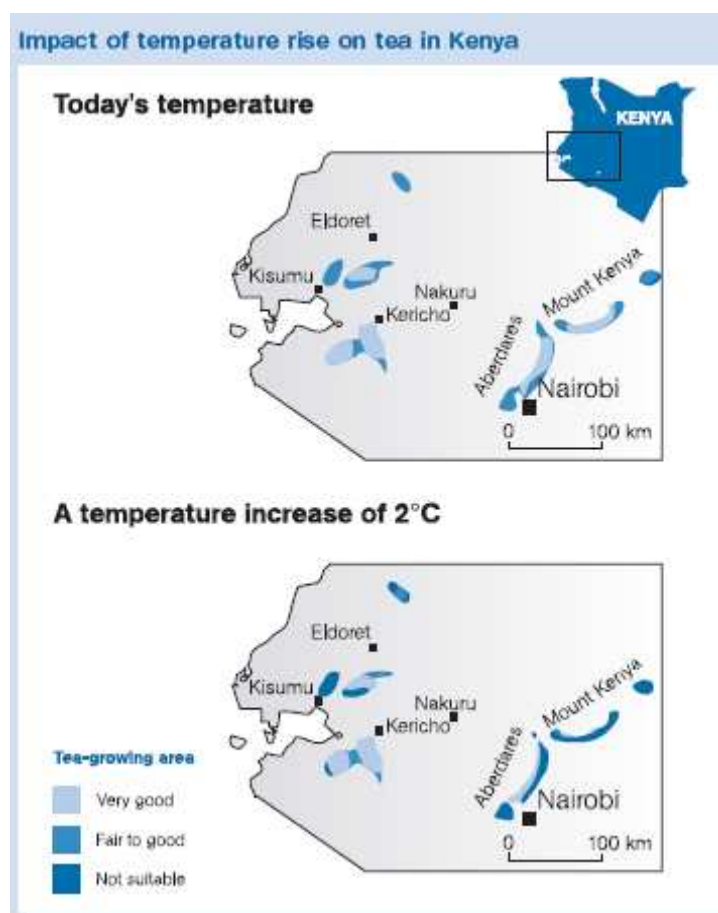 Impact of temperature rise on tea in Kenya
Today's temperature
KENYA
Eldoret
Kisumu
Nakuru
Kericho
Mount Kenya
Aberdares
Nairobi
0 100 km
A temperature increase of 2°C
Eldoret
Kisumu
Nakuru
Kericho
Mount Kenya
Aberdares
Nairobi
0 100 km
Tea-growing area
Very good
Fair to good
Not suitable